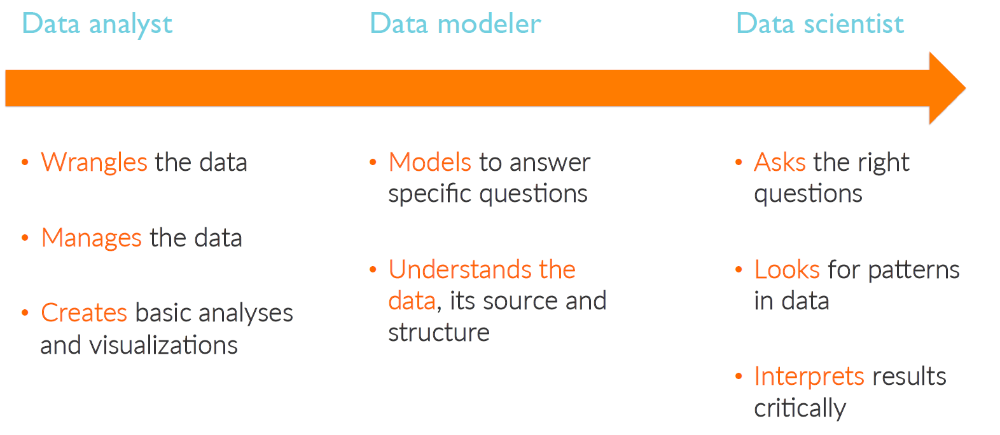 Data analyst
Data modeler
Data scientist
• Wrangles the data
• Manages the data
• Creates basic analyses
and visualizations
• Models to answer
specific questions
• Understands the
data, its source and
structure
• Asks the right
questions
• Looks for patterns
in data
• Interprets results
critically